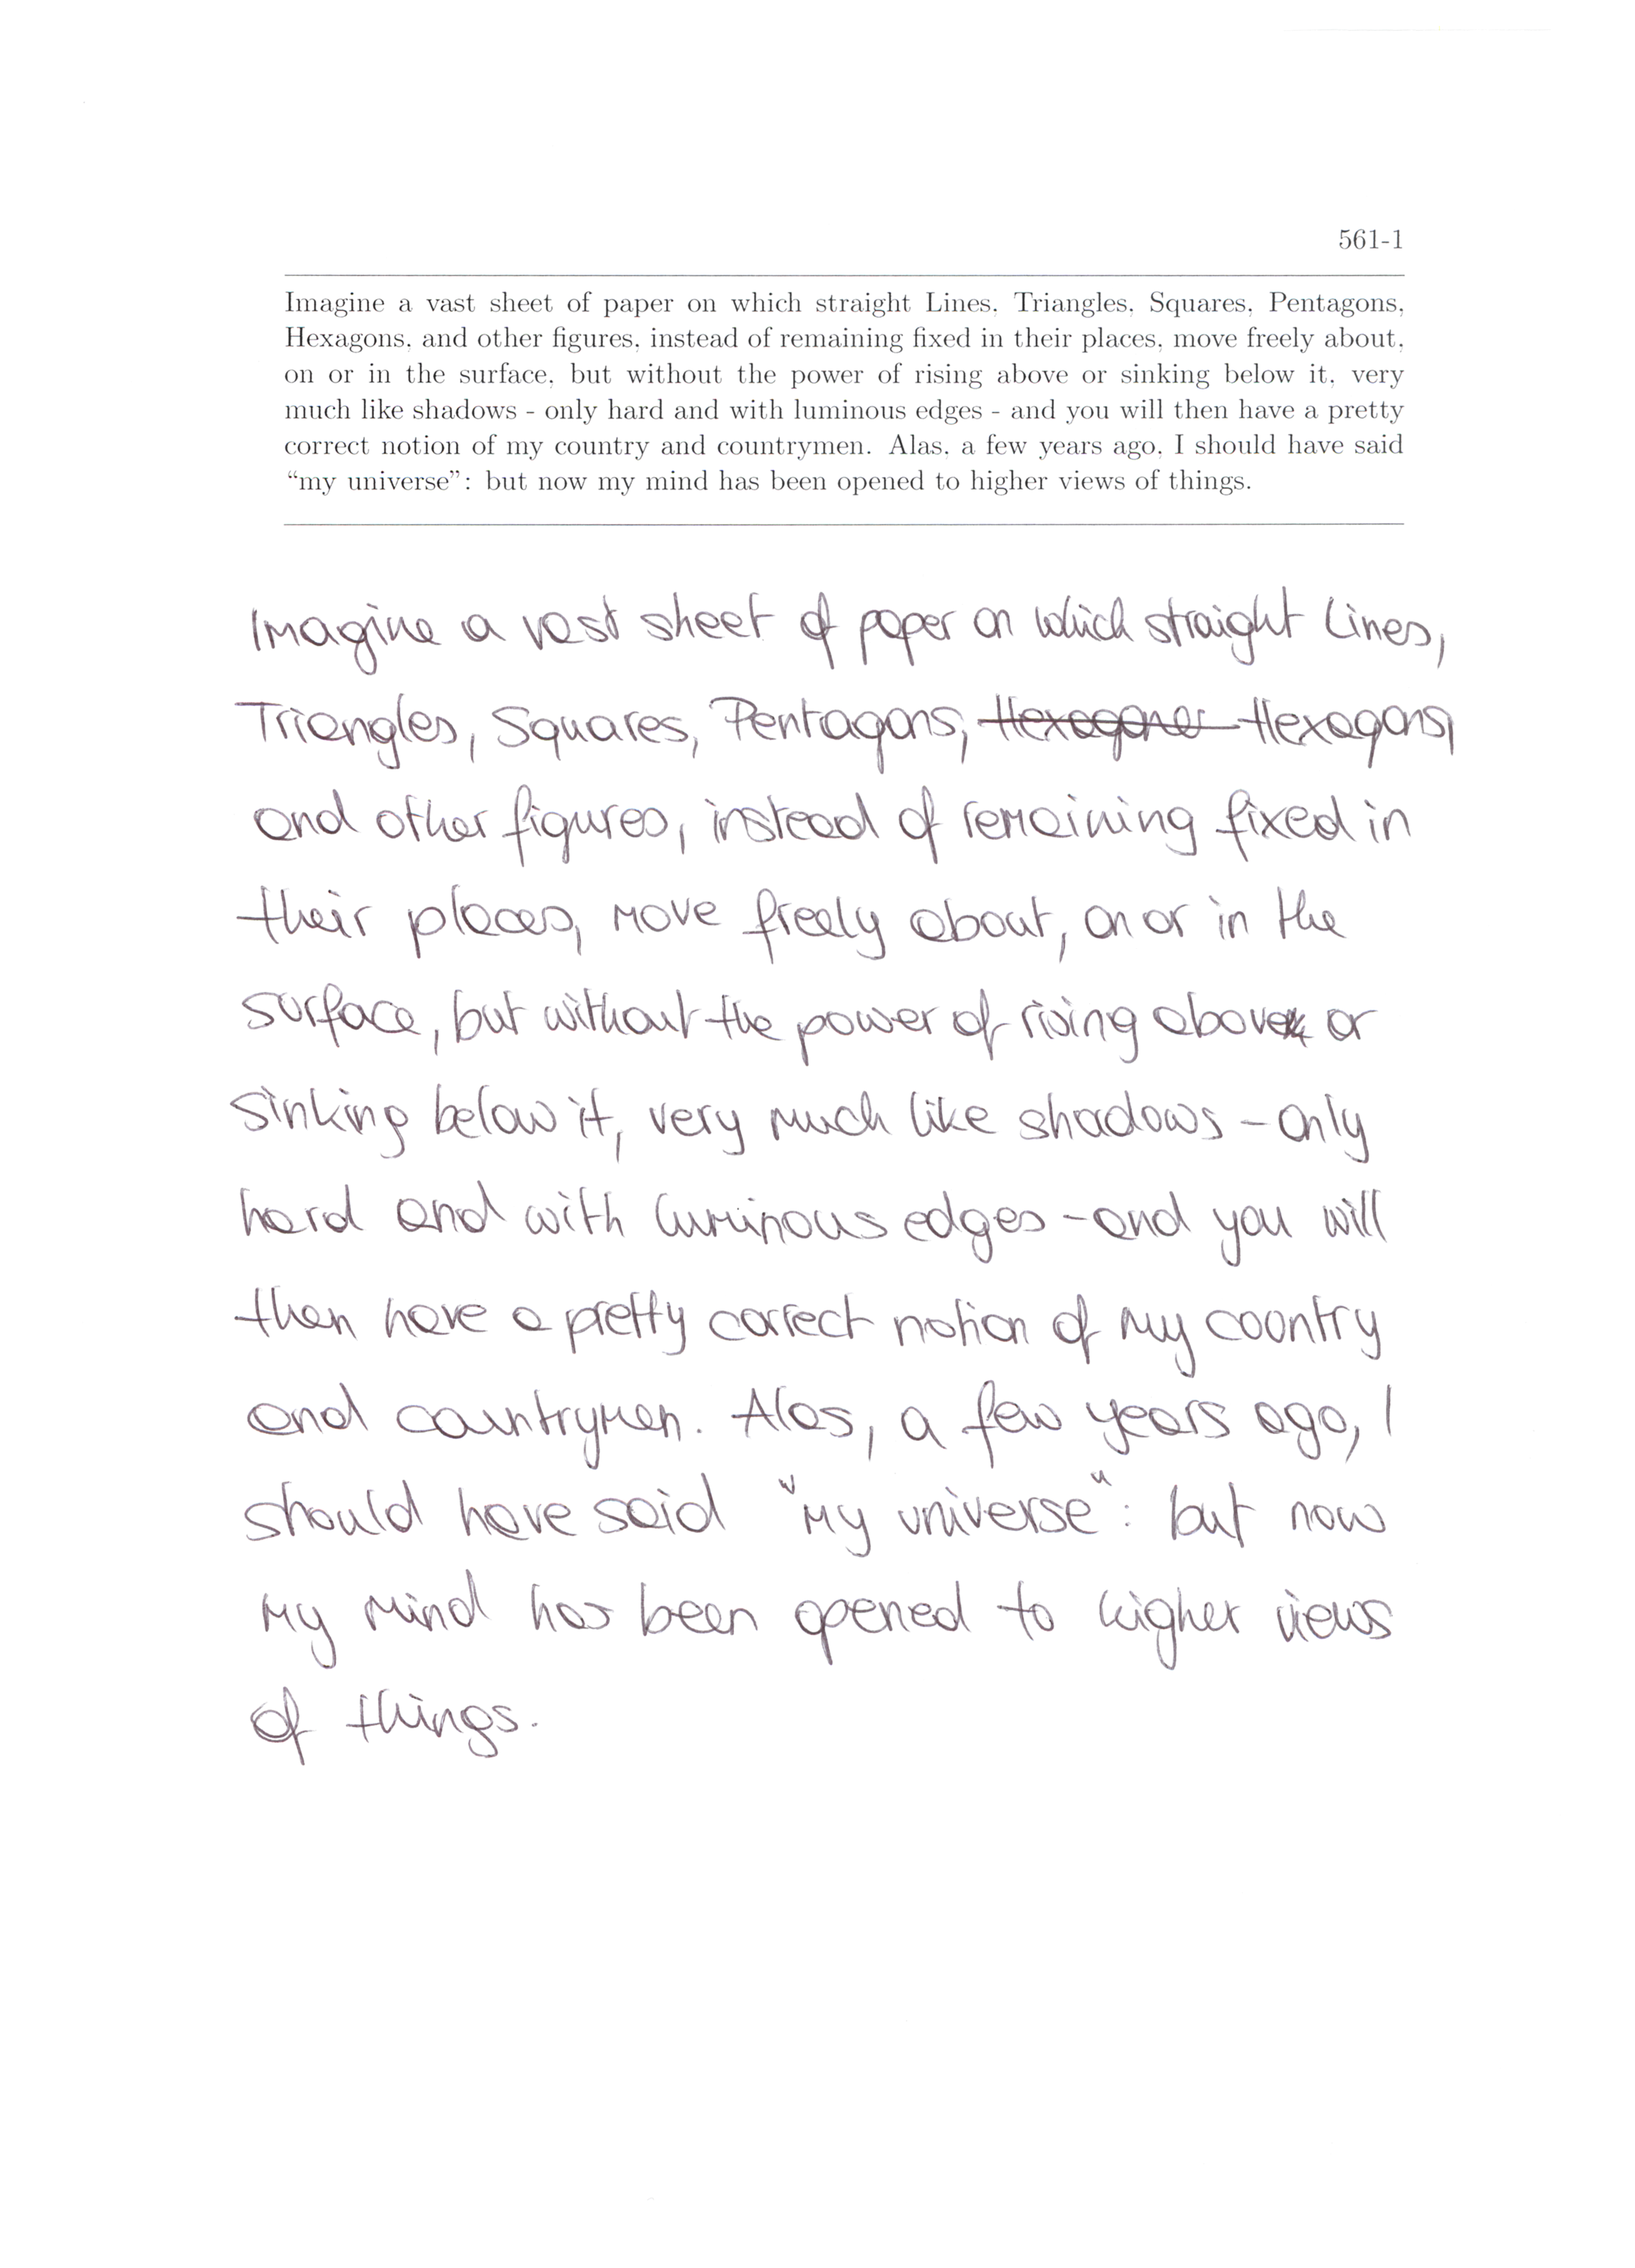 561-1
Imagine a vast sheet of paper on which straight Lines, Triangles, Squares, Pentagons,
Hexagons, and other figures, instead of remaining fixed in their places, move freely about,
on or in the surface, but without the power of rising above or sinking below it, very
much like shadows - only hard and with luminous edges - and you will then have a pretty
correct notion of my country and countrymen. Alas, a few years ago, I should have said
“my universe”: but now my mind has been opened to higher views of things.
Imagine a vast sheet of paper on which straight Lines,
Triangles, Squares, Pentagons, Hexagons,
and other figures, instead of remaining fixed in
their places, move freely about, on or in the
surface, but without the power of rising above or
sinking below it, very much like shadows - only
hard and with luminous edges - and you will
then have a pretty correct notion of my country
and countrymen. Alas, a few years ago, I
should have said "my universe": but now
my mind has been opened to higher views
of things.